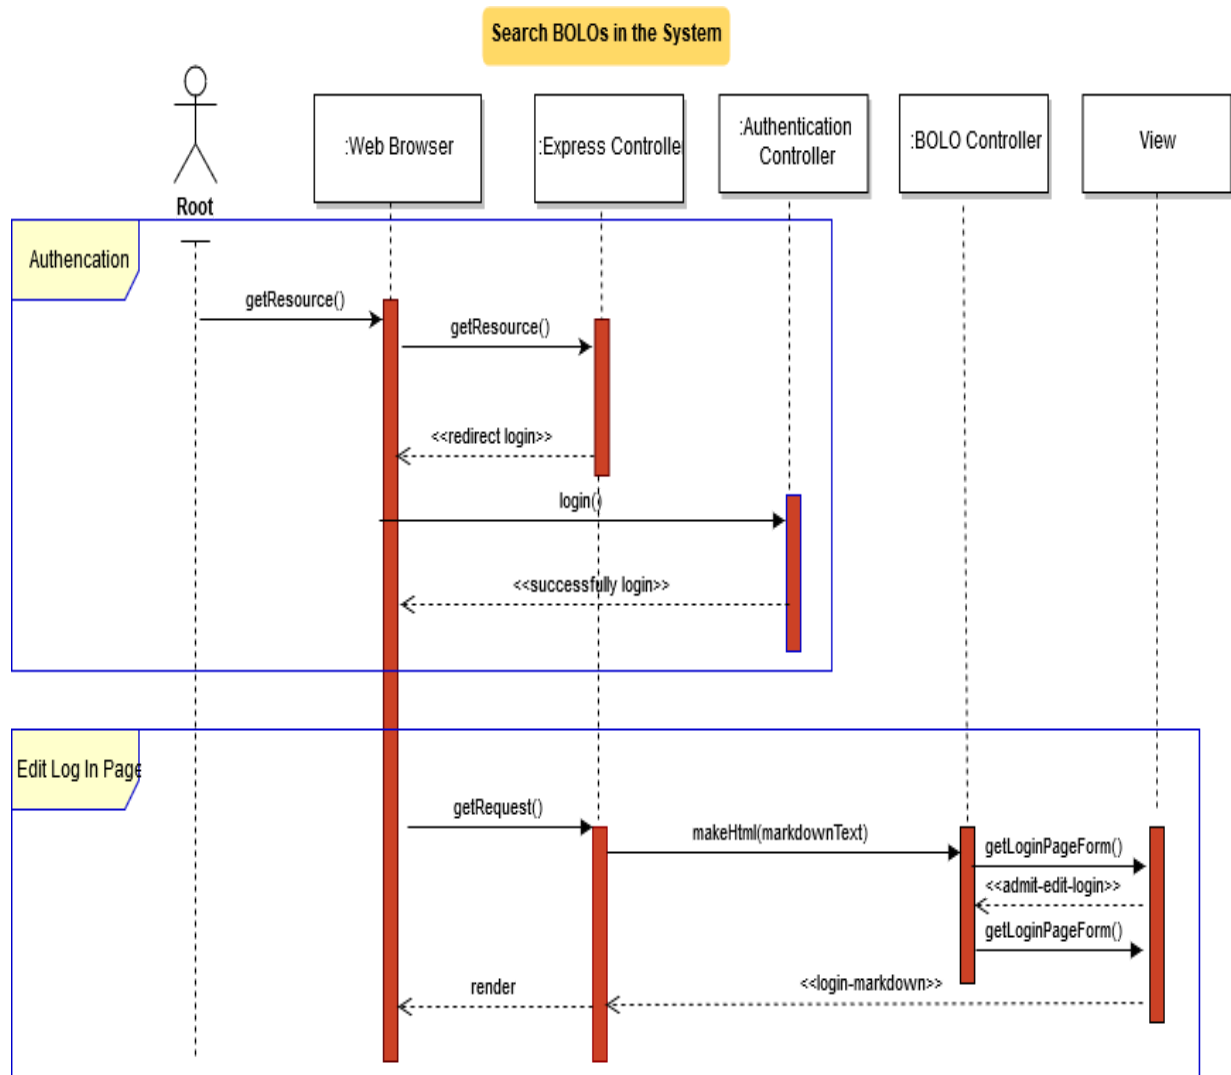 Search BOLOs in the System
Root
:Web Browser
:Express Controlle
:Authentication
Controller
:BOLO Controller
View
Authencation
getResource()
getResource()
<<redirect login>>
login()
<<successfully login>>
Edit Log In Page
getRequest()
makeHtml(markdownText)
getLoginPageForm()
<<admit-edit-login>>
getLoginPageForm()
<<login-markdown>>
render